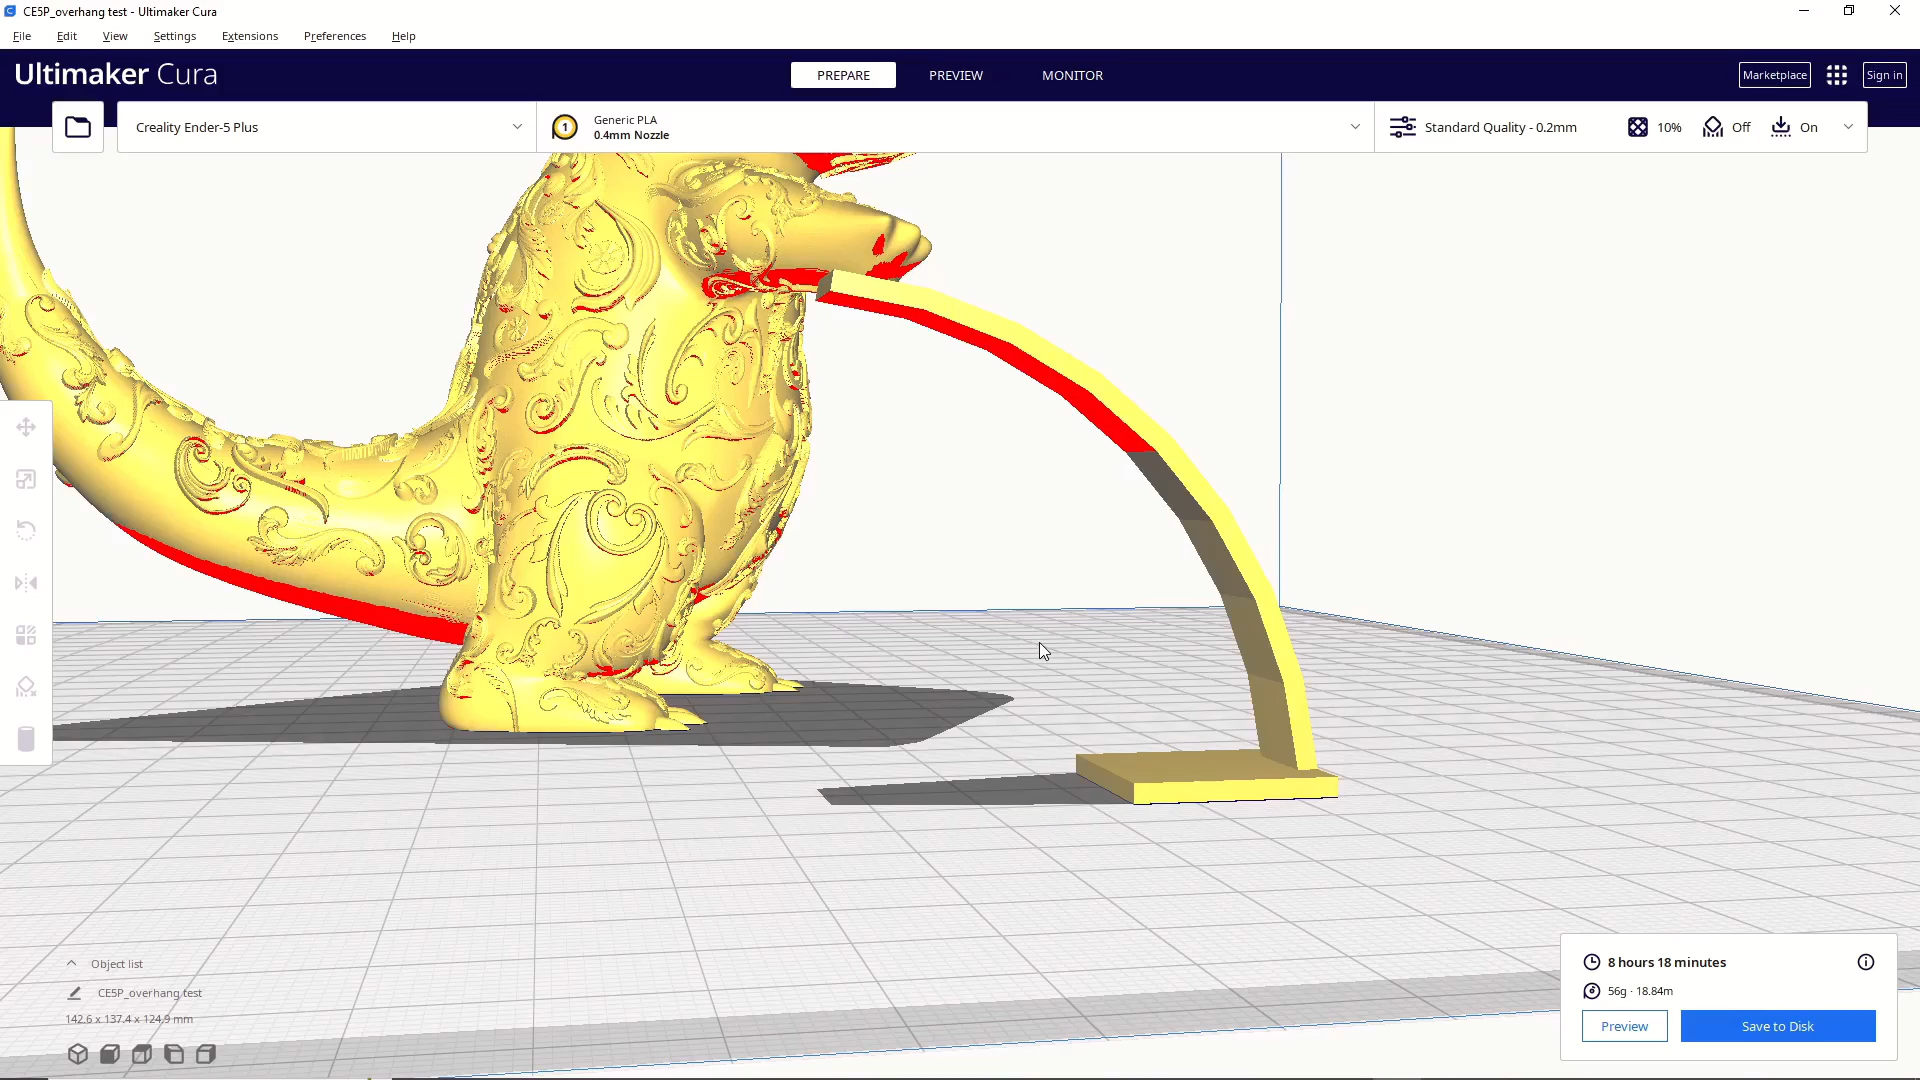 CE5P_overhang test - Ultimaker Cura
File Edit View Settings Extensions Preferences Help
Ultimaker Cura
PREPARE PREVIEW MONITOR
Marketplace Sign in
Creality Ender-5 Plus
1
Generic PLA
0.4mm Nozzle
Standard Quality - 0.2mm 10% Off On
Object list
CE5P_overhang test
142.6 x 137.4 x 124.9 mm
8 hours 18 minutes
56g · 18.84m
Preview Save to Disk